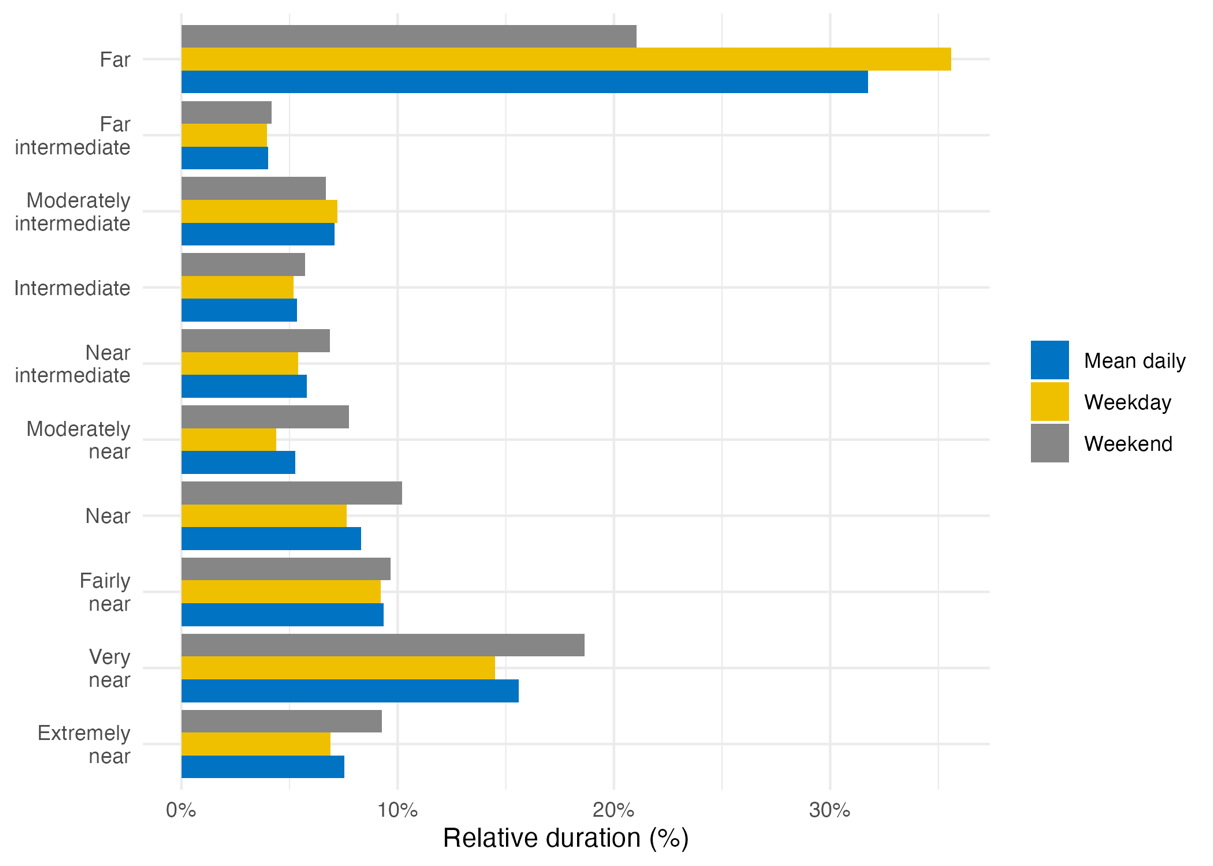 Far
Far
intermediate
Moderately
intermediate
Intermediate
Near
intermediate
Moderately
near
Near
Fairly
near
Very
near
Extremely
near
0%
10%
20%
30%
Relative duration (%)
Mean daily
Weekday
Weekend